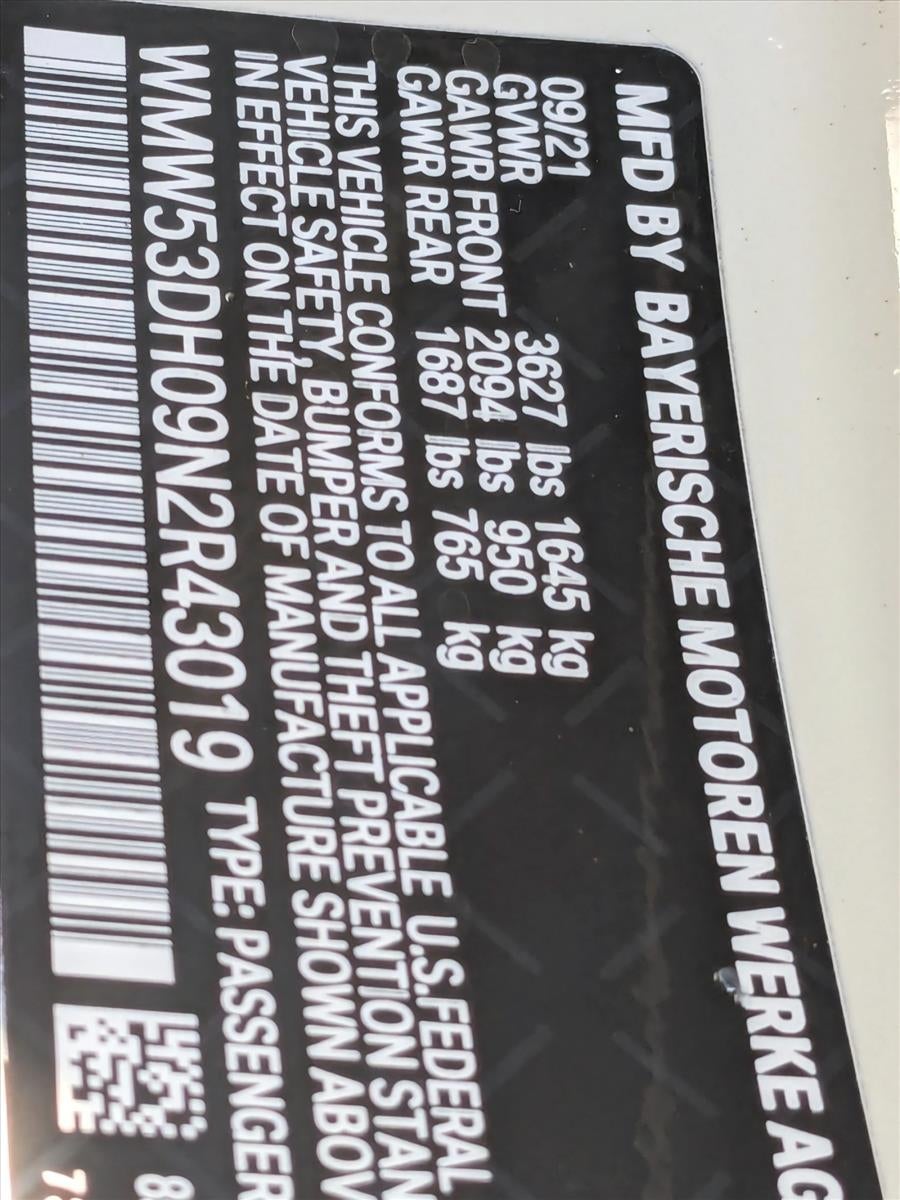 MFD BY BAYERISCHE MOTOREN WERKE AG
09/21
GVWR 3627 lbs 1645 kg
GAWR FRONT 2094 lbs 950 kg
GAWR REAR 1687 lbs 765 kg
THIS VEHICLE CONFORMS TO ALL APPLICABLE U.S.FEDERAL
VEHICLE SAFETY, BUMPER AND THEFT PREVENTION STAN
IN EFFECT ON THE DATE OF MANUFACTURE SHOWN ABOV
WMW53DH09N2R43019 TYPE: PASSENGER